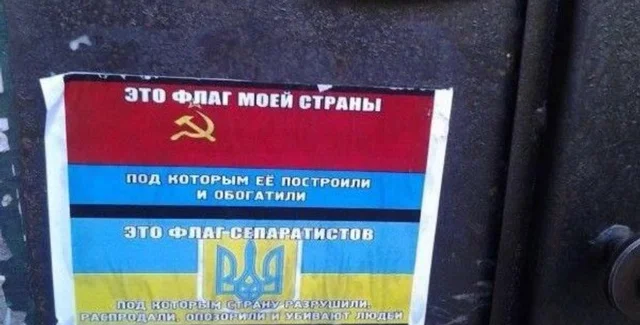 ЭТО ФЛАГ МОЕЙ СТРАНЫ
ПОД КОТОРЫМ ЕЁ ПОСТРОИЛИ
И ОБОГАТИЛИ
ЭТО ФЛАГ СЕПАРАТИСТОВ
ПОД КОТОРЫМ СТРАНУ РАЗРУШИЛИ,
РАСПРОДАЛИ, ОПОЗОРИЛИ И УБИВАЮТ ЛЮДЕЙ